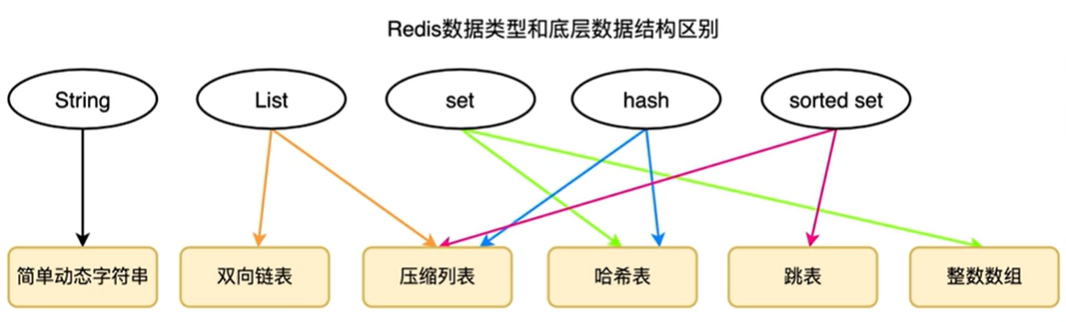 Redis数据类型和底层数据结构区别
String
List
set
hash
sorted set
简单动态字符串
双向链表
压缩列表
哈希表
跳表
整数数组